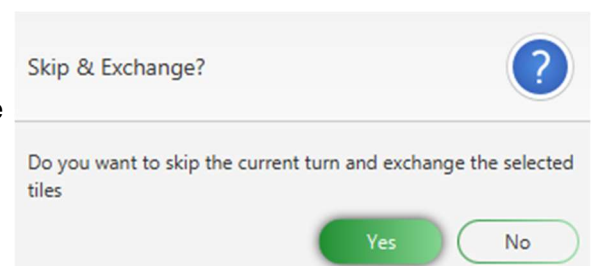 Skip & Exchange?
?
e
Do you want to skip the current turn and exchange the selected
tiles
Yes
No